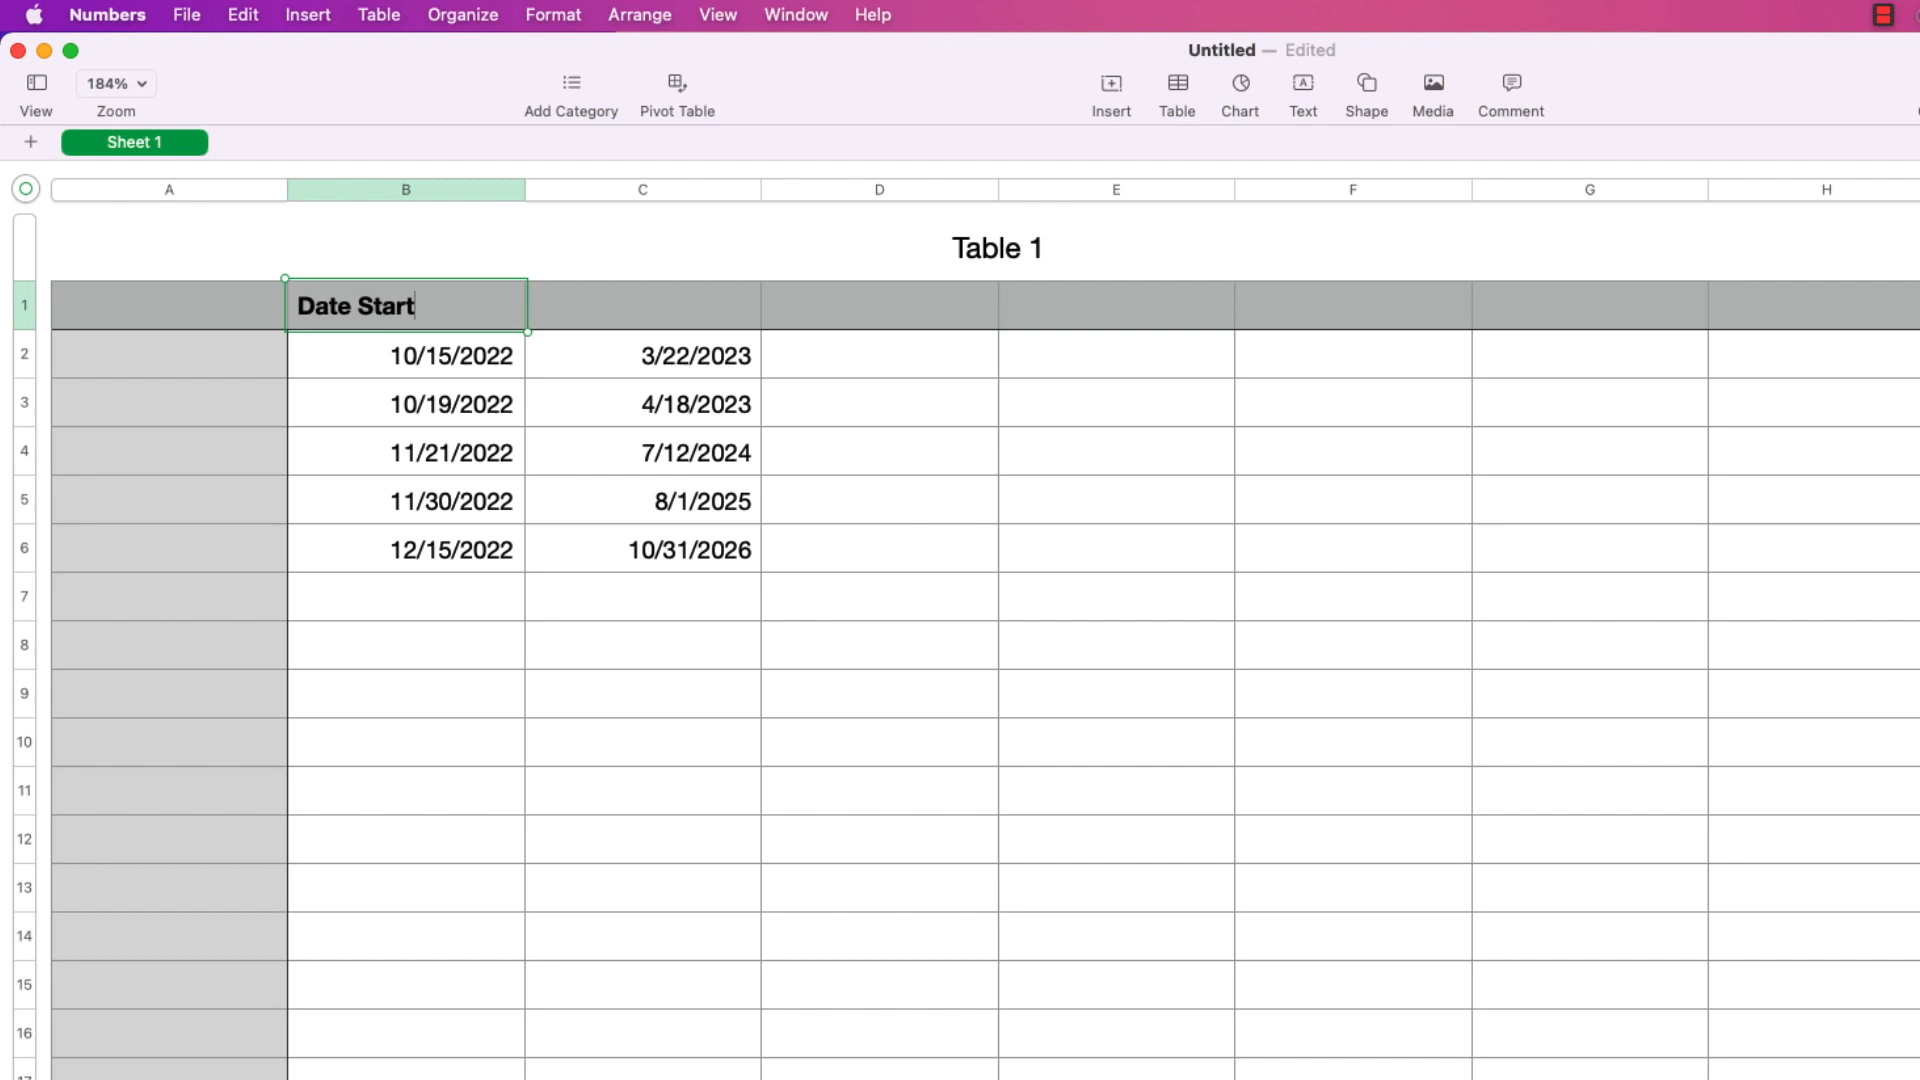 Numbers File Edit Insert Table Organize Format Arrange View Window Help
Untitled — Edited
184%
View Zoom Add Category Pivot Table Insert Table Chart Text Shape Media Comment
+ Sheet 1
A B C D E F G H
Table 1
1 Date Start
2 10/15/2022 3/22/2023
3 10/19/2022 4/18/2023
4 11/21/2022 7/12/2024
5 11/30/2022 8/1/2025
6 12/15/2022 10/31/2026
7
8
9
10
11
12
13
14
15
16